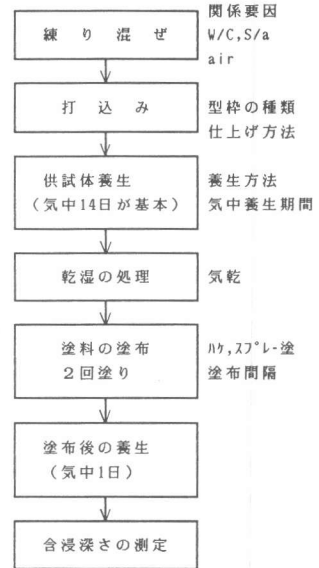 関係要因
練り混ぜ
W/C,S/a
air
打込み
型枠の種類
仕上げ方法
供試体養生
(気中14日が基本)
養生方法
気中養生期間
乾湿の処理
気乾
塗料の塗布
2回塗り
ﾊｹ,ｽﾌﾟﾚｰ塗
塗布間隔
塗布後の養生
(気中1日)
含浸深さの測定